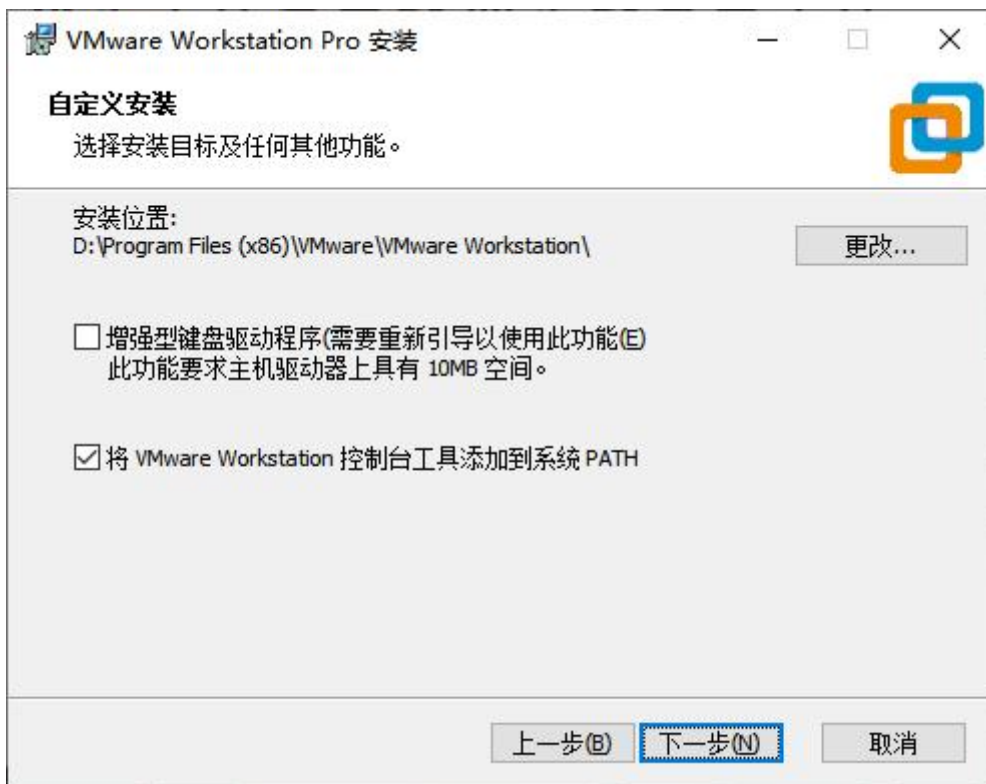 VMware Workstation Pro 安装
自定义安装
选择安装目标及任何其他功能。
安装位置:
D:\Program Files (x86)\VMware\VMware Workstation\
更改...
增强型键盘驱动程序(需要重新引导以使用此功能(E)
此功能要求主机驱动器上具有 10MB 空间。
将 VMware Workstation 控制台工具添加到系统 PATH
上一步(B)
下一步(N)
取消